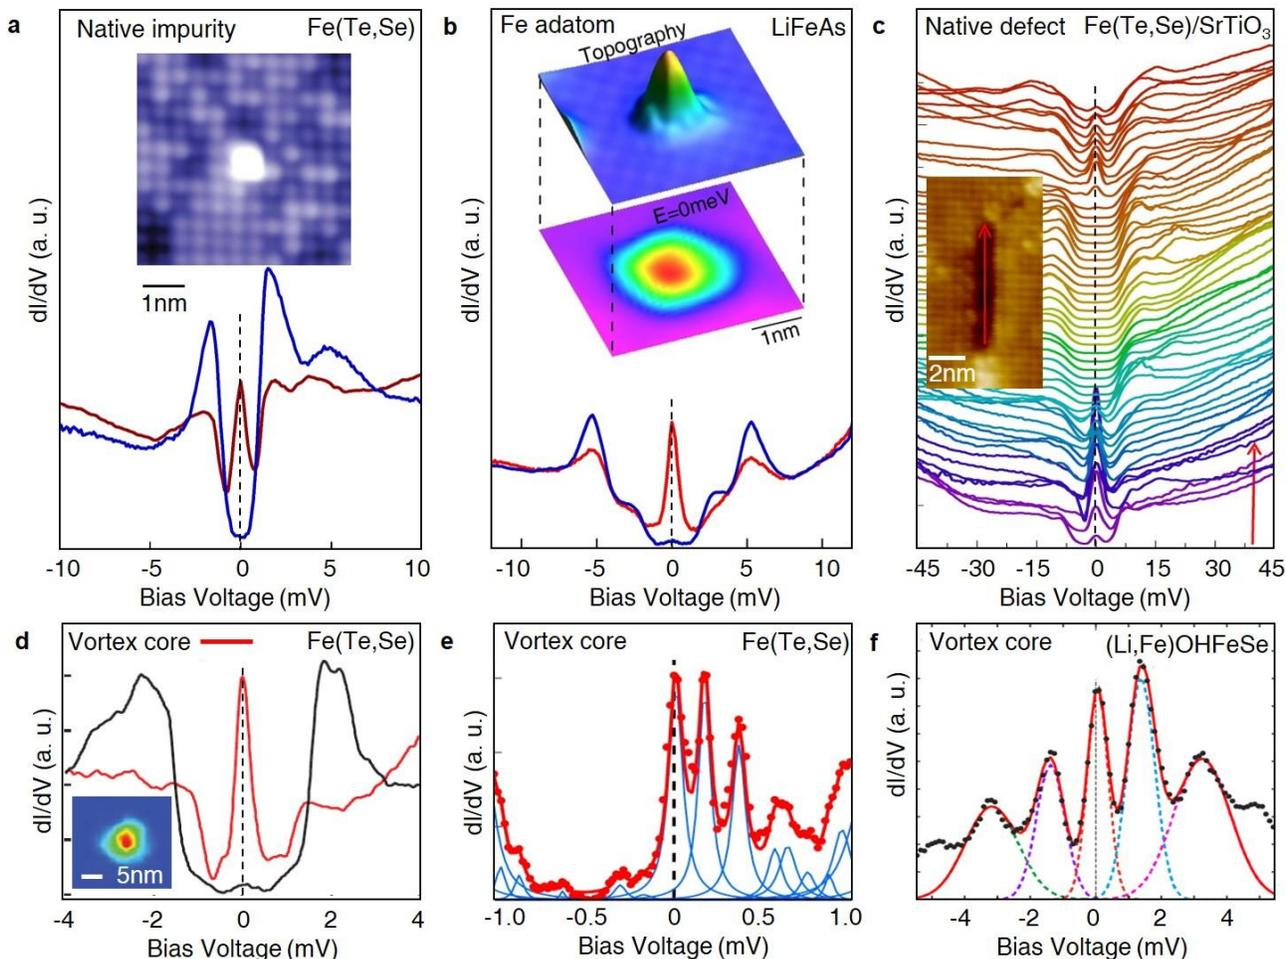 a
Native impurity Fe(Te,Se)
1nm
dI/dV (a. u.)
-10 -5 0 5 10
Bias Voltage (mV)
b
Fe adatom LiFeAs
Topography
E=0meV
1nm
dI/dV (a. u.)
-10 -5 0 5 10
Bias Voltage (mV)
c
Native defect Fe(Te,Se)/SrTiO3
2nm
dI/dV (a. u.)
-45 -30 -15 0 15 30 45
Bias Voltage (mV)
d
Vortex core Fe(Te,Se)
5nm
dI/dV (a. u.)
-4 -2 0 2 4
Bias Voltage (mV)
e
Vortex core Fe(Te,Se)
dI/dV (a. u.)
-1.0 -0.5 0 0.5 1.0
Bias Voltage (mV)
f
Vortex core (Li,Fe)OHFeSe
dI/dV (a. u.)
-4 -2 0 2 4
Bias Voltage (mV)